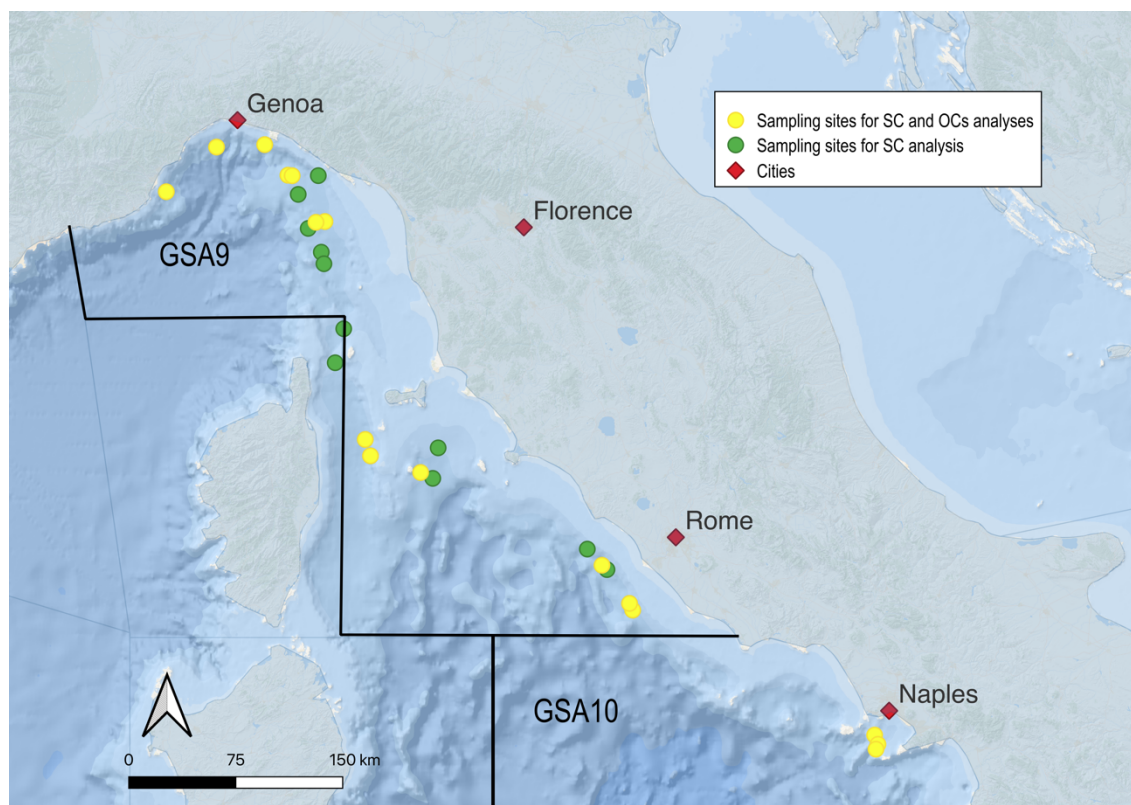 Genoa
Sampling sites for SC and OCs analyses
Sampling sites for SC analysis
Cities
Florence
GSA9
Rome
Naples
GSA10
0 75 150 km